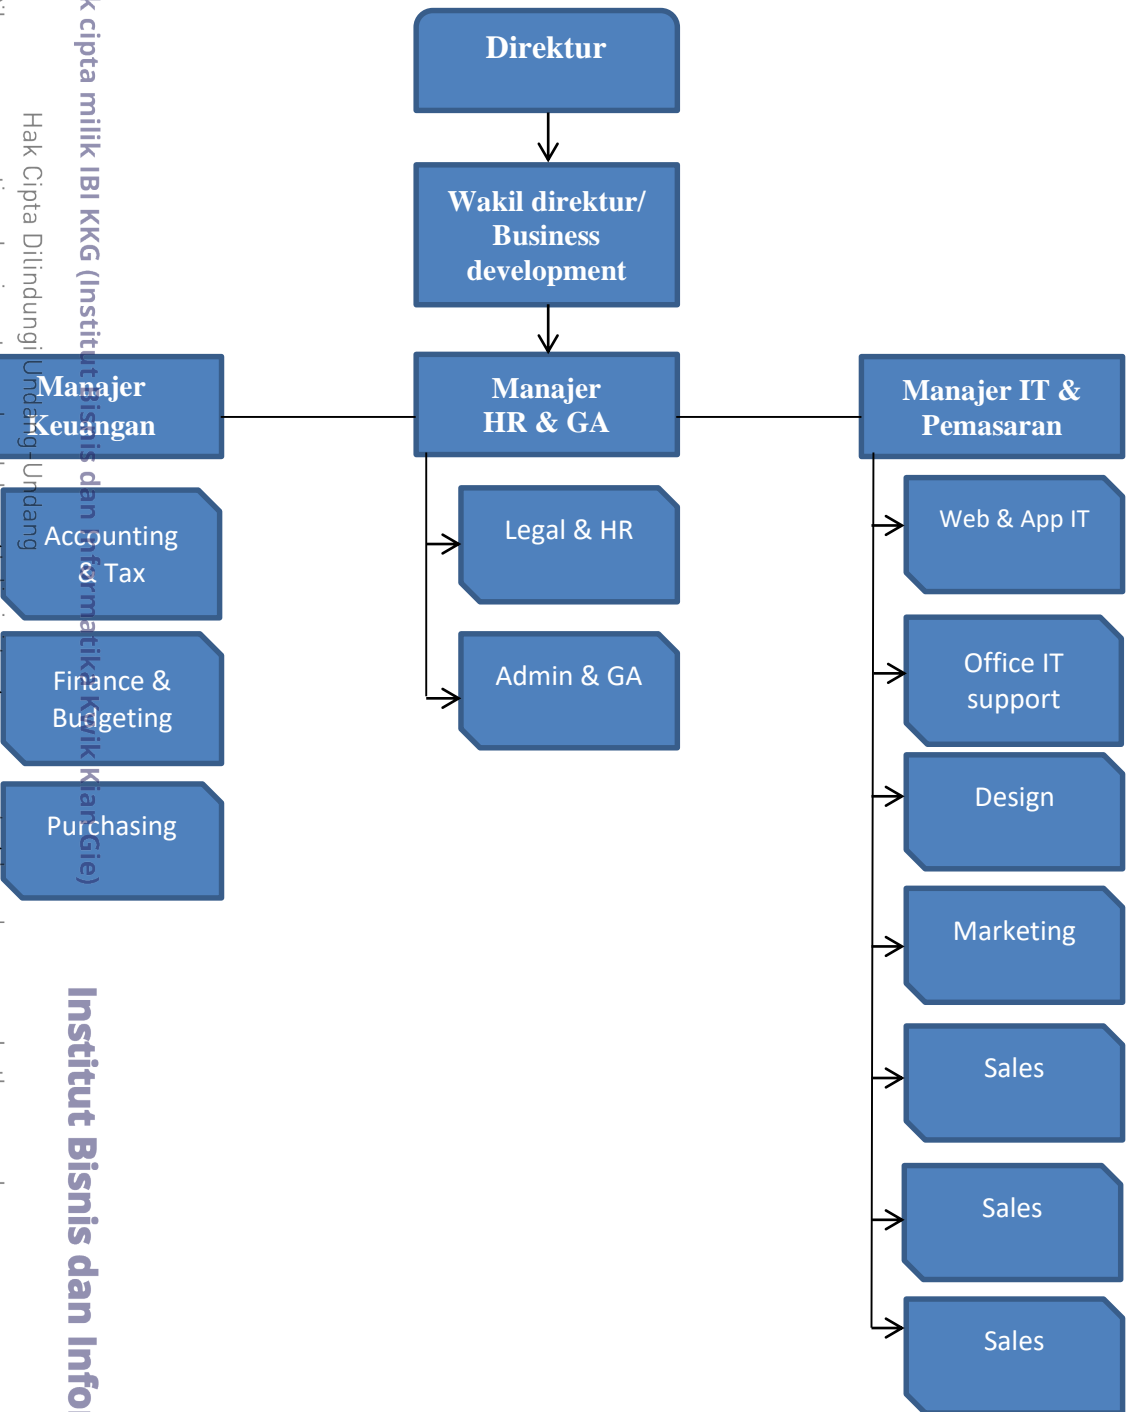 Direktur
Wakil direktur/
Business
development
Manajer
Keuangan
Manajer
HR & GA
Manajer IT &
Pemasaran
Accounting
& Tax
Finance &
Budgeting
Purchasing
Legal & HR
Admin & GA
Web & App IT
Office IT
support
Design
Marketing
Sales
Sales
Sales
cipta milik IBI KKG (Institut Bisnis dan Informatika Kwik Kian Gie)
Hak Cipta Dilindungi Undang-Undang
Institut Bisnis dan Info